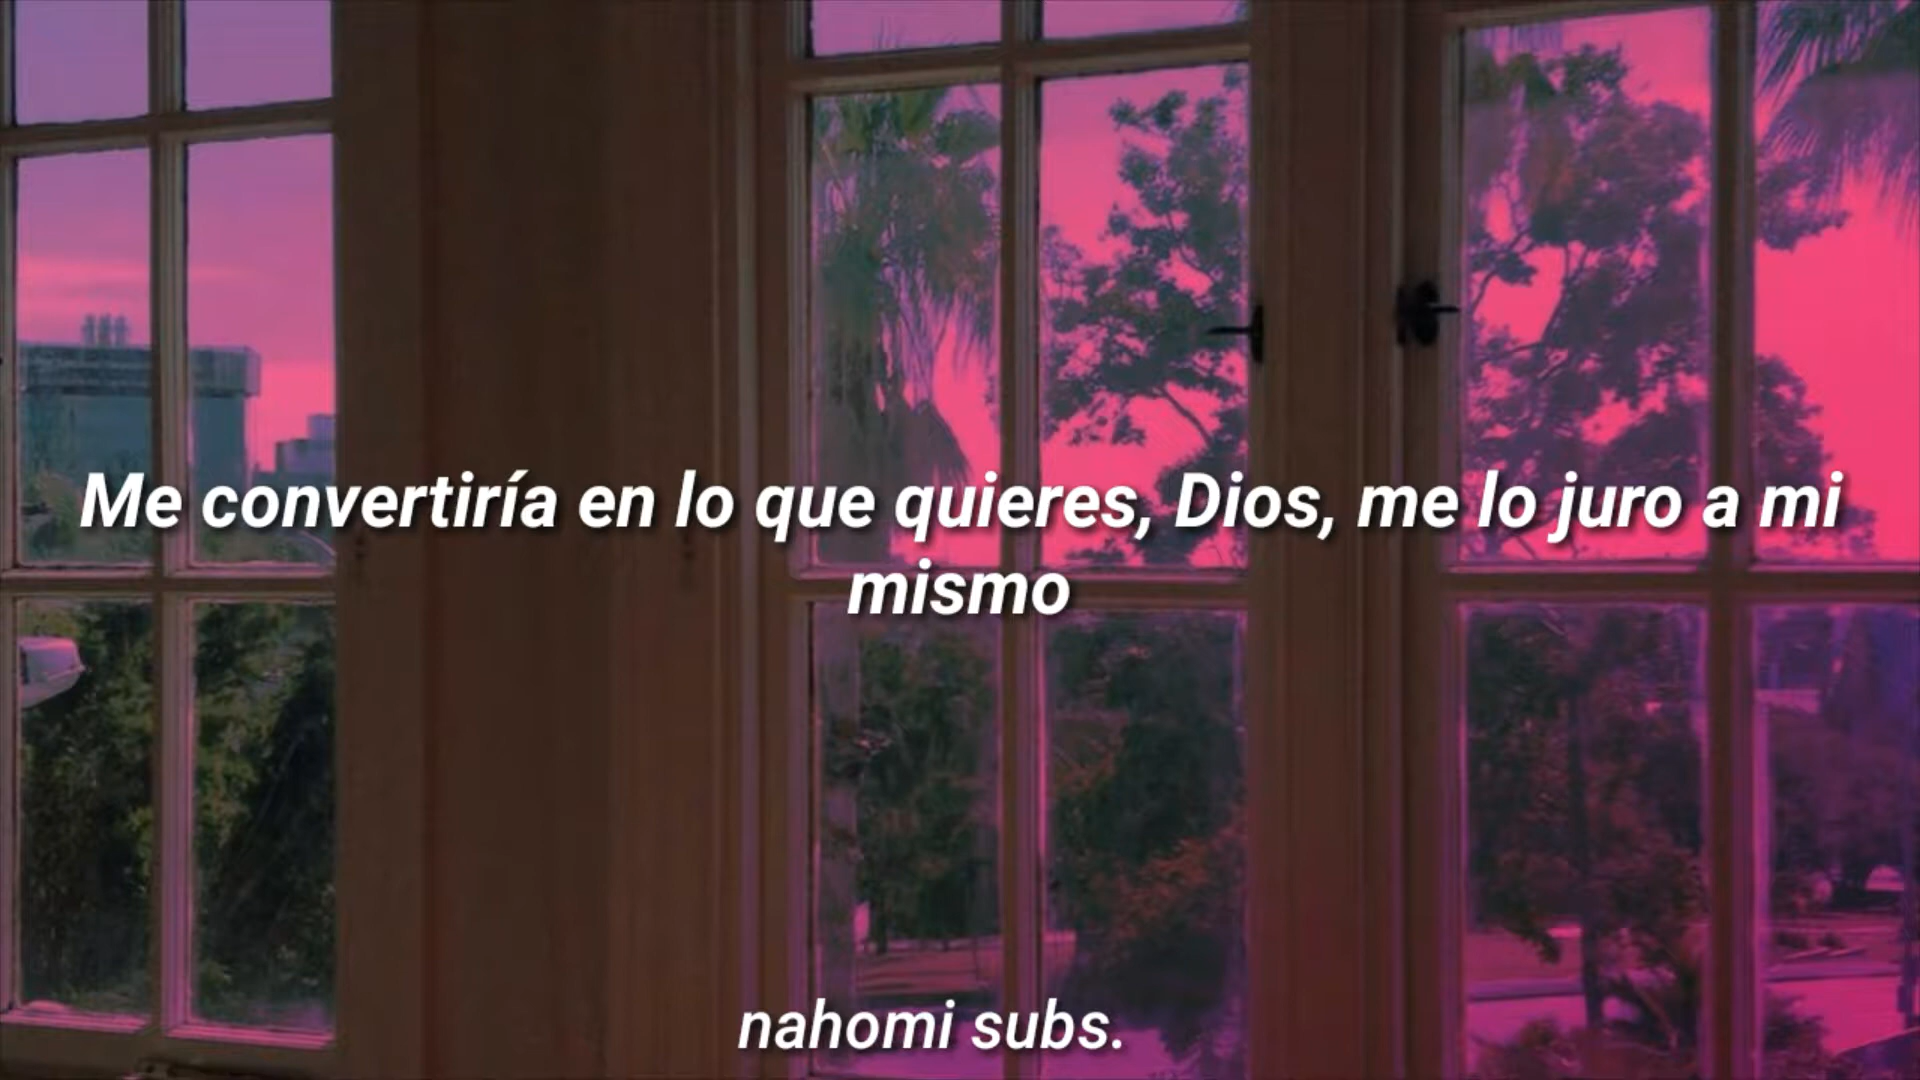 Me convertiría en lo que quieres, Dios, me lo juro a mi
mismo
nahomi subs.